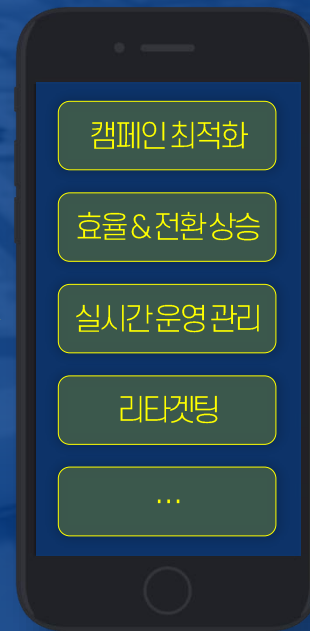 캠페인 최적화
효율 & 전환 상승
실시간 운영 관리
리타겟팅
...